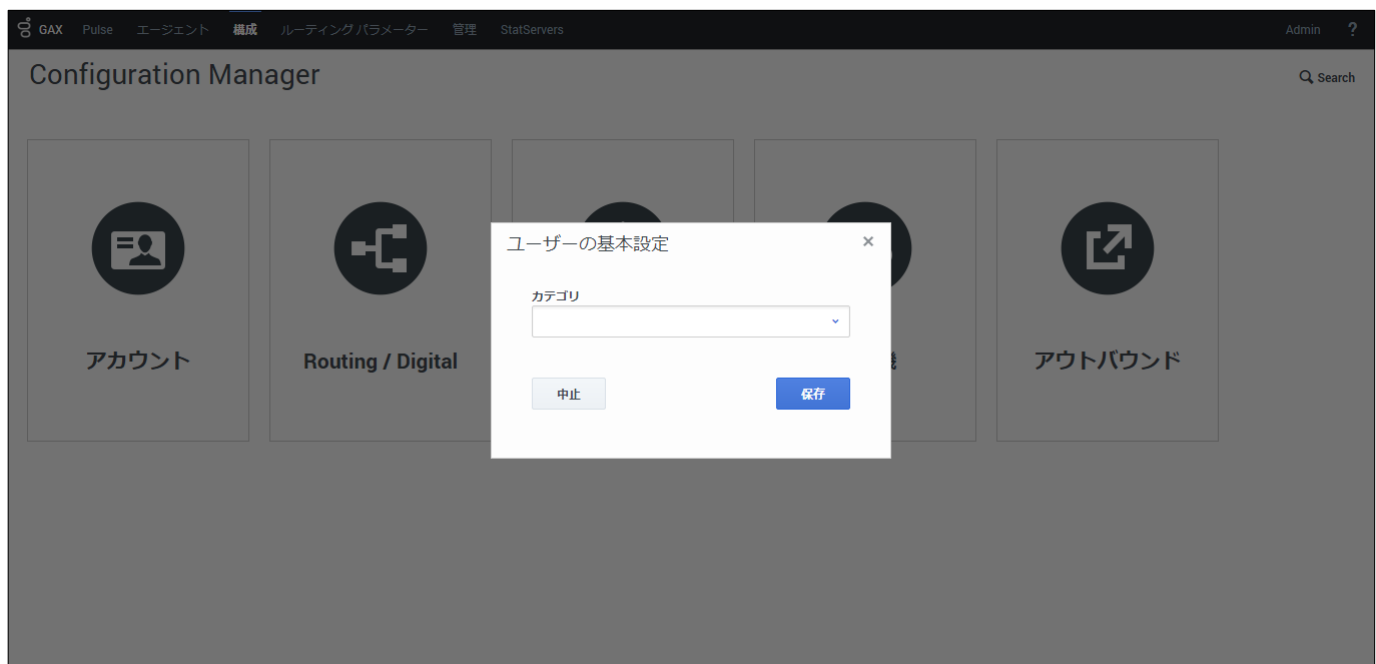 GAX Pulse エージェント 構成 ルーティング パラメーター 管理 StatServers Admin ?
Configuration Manager
Search
ユーザーの基本設定 ×
カテゴリ
アカウント Routing / Digital アウトバウンド
中止 保存